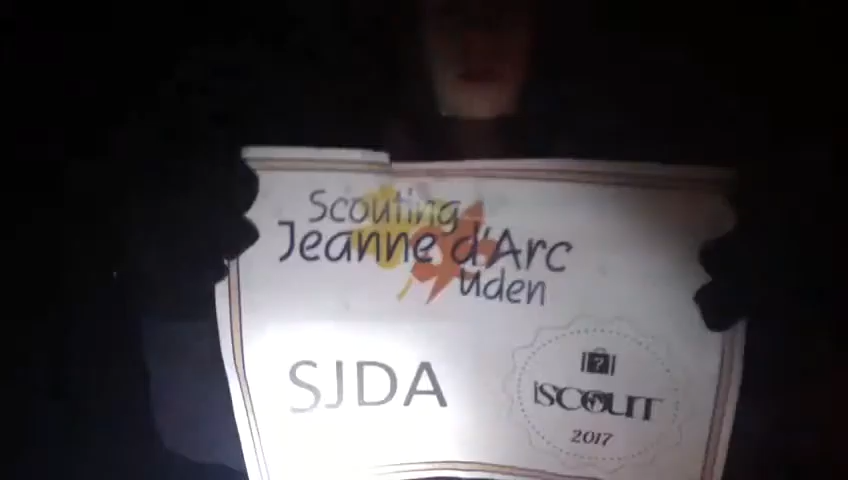 Scouting
Jeanne d'Arc
Uden
SJDA
?
iSCOUT
2017